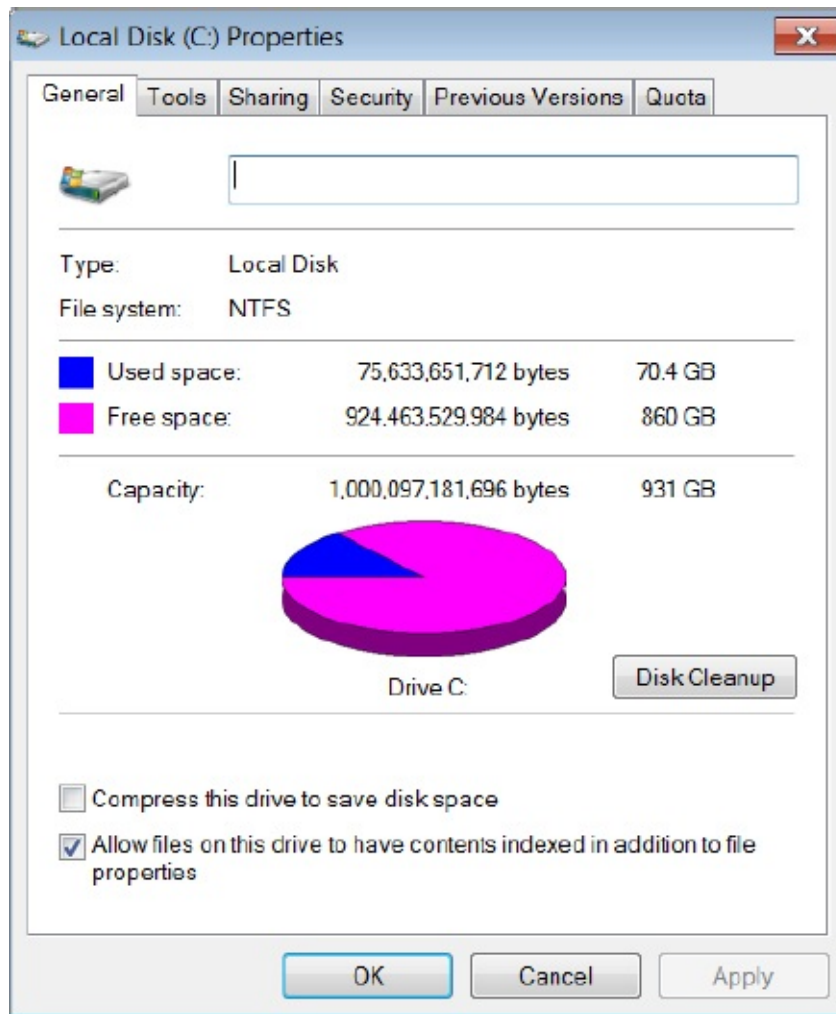 Local Disk (C:) Properties
General Tools Sharing Security Previous Versions Quota
Type: Local Disk
File system: NTFS
Used space: 75,633,651,712 bytes 70.4 GB
Free space: 924.463.529.984 bytes 860 GB
Capacity: 1,000,097,181,696 bytes 931 GB
Drive C:
Disk Cleanup
Compress this drive to save disk space
Allow files on this drive to have contents indexed in addition to file
properties
OK Cancel Apply